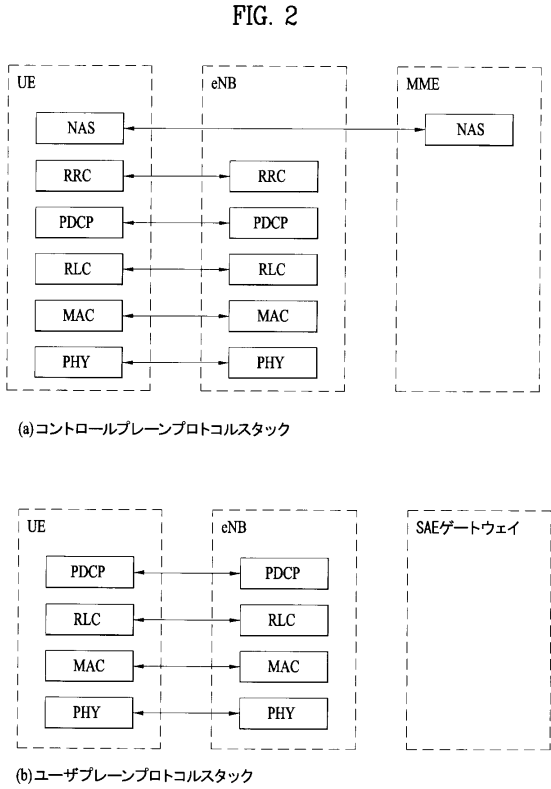 FIG. 2
UE eNB MME
NAS NAS
RRC RRC
PDCP PDCP
RLC RLC
MAC MAC
PHY PHY
(a)コントロールプレーンプロトコルスタック
UE eNB SAEゲートウェイ
PDCP PDCP
RLC RLC
MAC MAC
PHY PHY
(b)ユーザプレーンプロトコルスタック